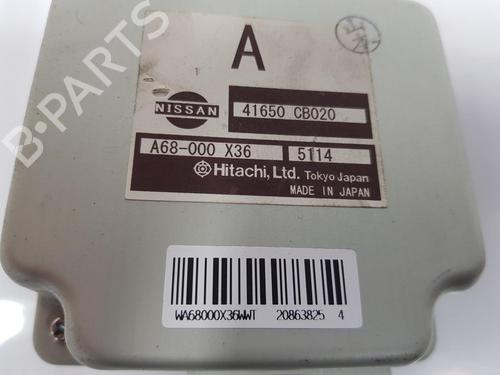 B-PARTS
A
NISSAN
41650 CB020
A68-000 X36
5114
Hitachi, Ltd. Tokyo Japan
MADE IN JAPAN
WA68000X36WWT 20863825 4